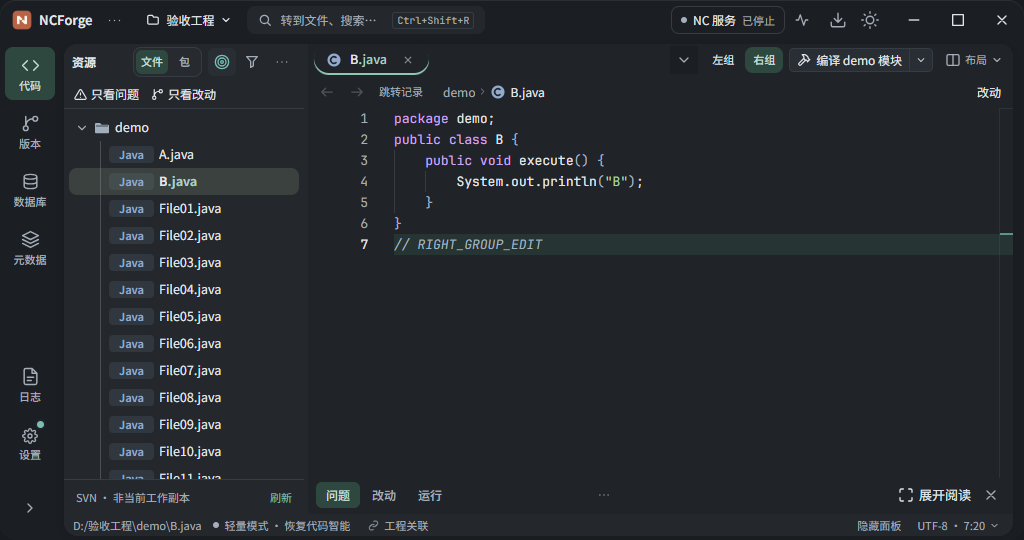 N NCForge ··· 验收工程 转到文件、搜索··· Ctrl+Shift+R NC 服务 已停止
代码
版本
数据库
元数据
日志
设置
资源 文件 包 ···
只看问题 只看改动
demo
Java A.java
Java B.java
Java File01.java
Java File02.java
Java File03.java
Java File04.java
Java File05.java
Java File06.java
Java File07.java
Java File08.java
Java File09.java
Java File10.java
Java File11.java
SVN · 非当前工作副本 刷新
C B.java × 左组 右组 编译 demo 模块 布局
跳转记录 demo › C B.java 改动
1 package demo;
2 public class B {
3 public void execute() {
4 System.out.println("B");
5 }
6 }
7 // RIGHT_GROUP_EDIT
问题 改动 运行 ··· 展开阅读
D:/验收工程\demo\B.java 轻量模式 · 恢复代码智能 工程关联 隐藏面板 UTF-8 · 7:20